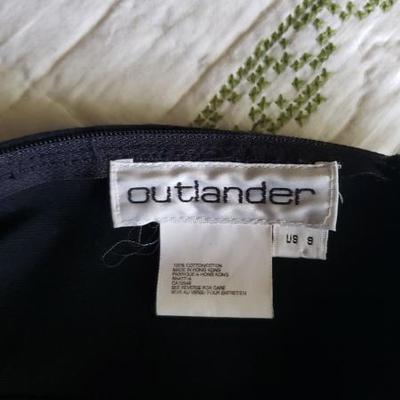 outlander
US S
100% COTTON/COTON
MADE IN HONG KONG
FABRIQUE A HONG KONG
SEE REVERSE FOR CARE
VOIR AU VERSO POUR ENTRETIEN